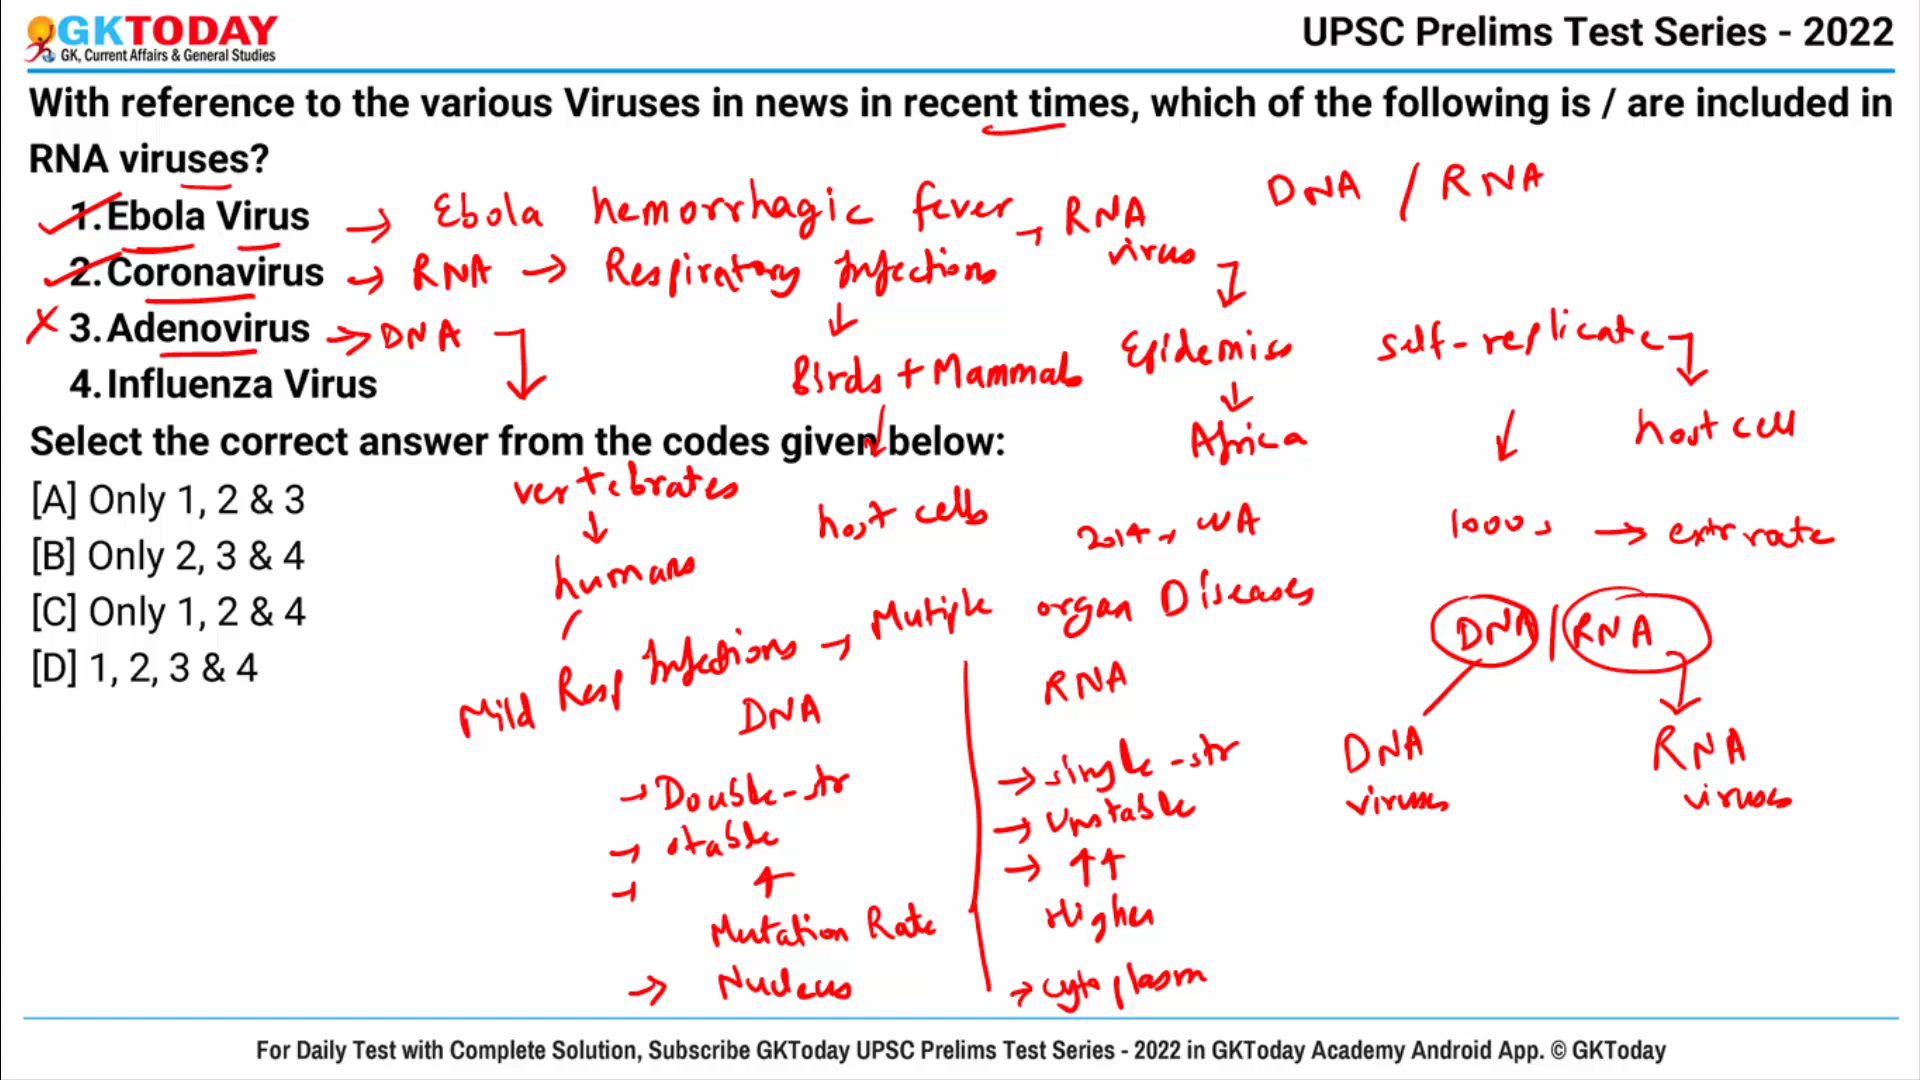 GKTODAY
GK, Current Affairs & General Studies
UPSC Prelims Test Series - 2022
With reference to the various Viruses in news in recent times, which of the following is / are included in
RNA viruses?
DNA / RNA
1. Ebola Virus → Ebola hemorrhagic fever → RNA virus
2. Coronavirus → RNA → Respiratory Infections
3. Adenovirus → DNA
4. Influenza Virus
Birds + Mammals
Epidemics
self-replicate
Select the correct answer from the codes given below:
Africa
host cell
[A] Only 1, 2 & 3
vertebrates
host cells
2014 → WA
1000s →
rate
[B] Only 2, 3 & 4
humans
[C] Only 1, 2 & 4
Mild Resp Infections → Mutiple organ Diseases
DNA / RNA
[D] 1, 2, 3 & 4
DNA
RNA
→ Double-str
→ single-str
DNA
viruses
RNA
viruses
→ stable
→ Unstable
→ ↑
→ ↑↑
Mutation Rate
Higher
→ Nucleus
→ cytoplasm
For Daily Test with Complete Solution, Subscribe GKToday UPSC Prelims Test Series - 2022 in GKToday Academy Android App. © GKToday